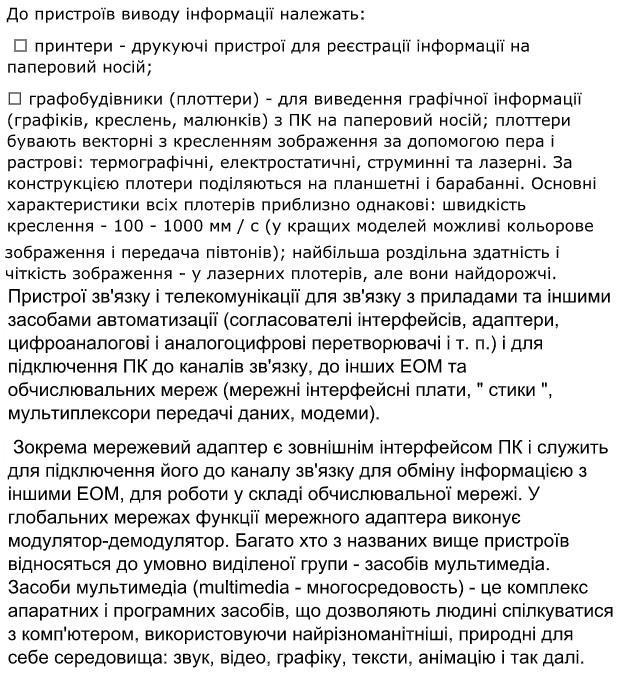 До пристроїв виводу інформації належать:
☐ принтери - друкуючі пристрої для реєстрації інформації на
паперовий носій;
☐ графобудівники (плоттери) - для виведення графічної інформації
(графіків, креслень, малюнків) з ПК на паперовий носій; плоттери
бувають векторні з кресленням зображення за допомогою пера і
растрові: термографічні, електростатичні, струминні та лазерні. За
конструкцією плотери поділяються на планшетні і барабанні. Основні
характеристики всіх плотерів приблизно однакові: швидкість
креслення - 100 - 1000 мм / с (у кращих моделей можливі кольорове
зображення і передача півтонів); найбільша роздільна здатність і
чіткість зображення - у лазерних плотерів, але вони найдорожчі.
Пристрої зв'язку і телекомунікації для зв'язку з приладами та іншими
засобами автоматизації (согласователі інтерфейсів, адаптери,
цифроаналогові і аналогоцифрові перетворювачі і т. п.) і для
підключення ПК до каналів зв'язку, до інших ЕОМ та
обчислювальних мереж (мережні інтерфейсні плати, " стики ",
мультиплексори передачі даних, модеми).
Зокрема мережевий адаптер є зовнішнім інтерфейсом ПК і служить
для підключення його до каналу зв'язку для обміну інформацією з
іншими ЕОМ, для роботи у складі обчислювальної мережі. У
глобальних мережах функції мережного адаптера виконує
модулятор-демодулятор. Багато хто з названих вище пристроїв
відносяться до умовно виділеної групи - засобів мультимедіа.
Засоби мультимедіа (multimedia - многосредовость) - це комплекс
апаратних і програмних засобів, що дозволяють людині спілкуватися
з комп'ютером, використовуючи найрізноманітніші, природні для
себе середовища: звук, відео, графіку, тексти, анімацію і так далі.